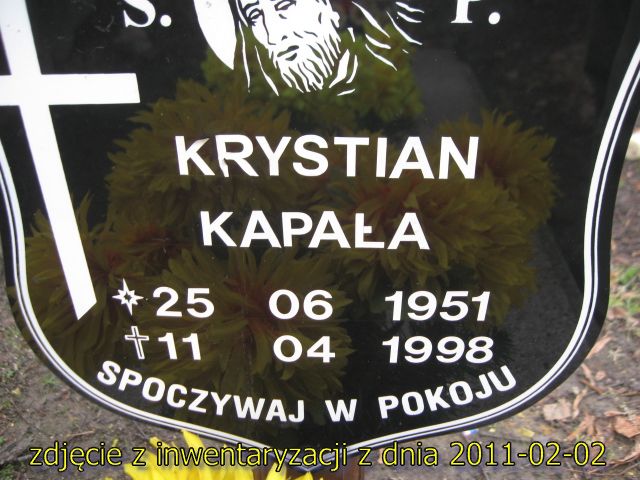 Ś. P.
KRYSTIAN
KAPAŁA
25 06 1951
11 04 1998
SPOCZYWAJ W POKOJU
zdjęcie z inwentaryzacji z dnia 2011-02-02